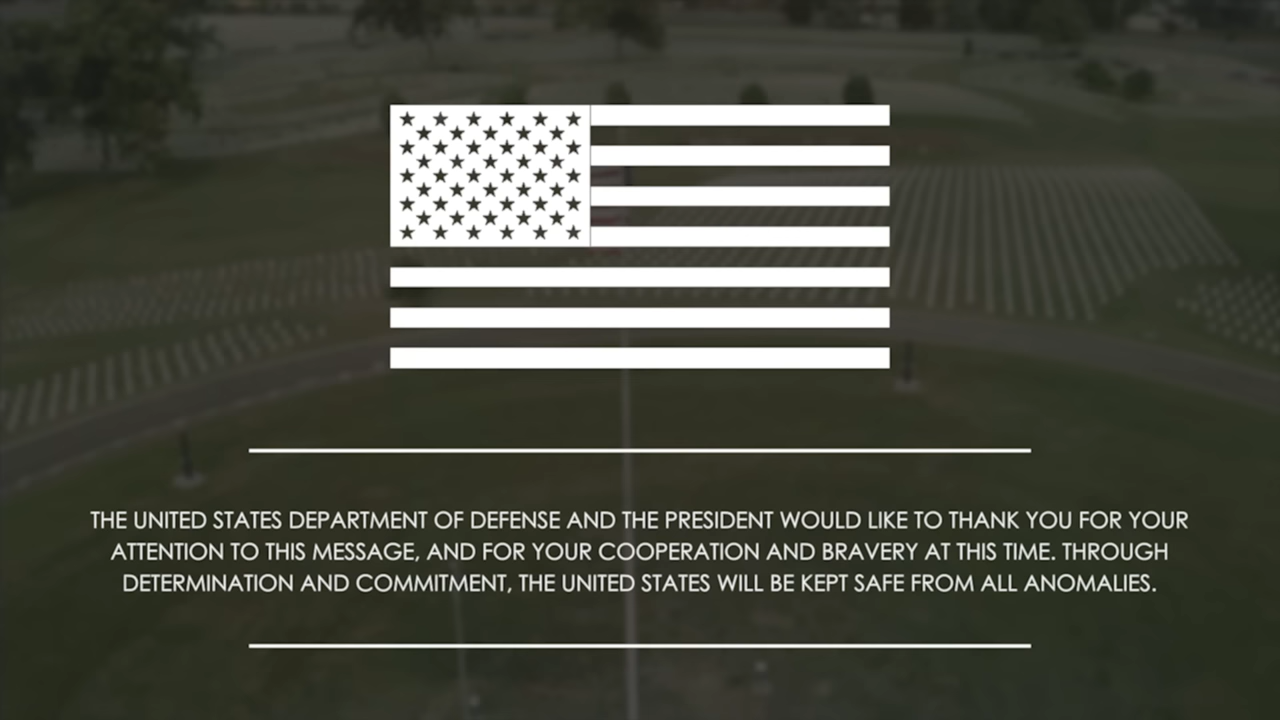 THE UNITED STATES DEPARTMENT OF DEFENSE AND THE PRESIDENT WOULD LIKE TO THANK YOU FOR YOUR
ATTENTION TO THIS MESSAGE, AND FOR YOUR COOPERATION AND BRAVERY AT THIS TIME. THROUGH
DETERMINATION AND COMMITMENT, THE UNITED STATES WILL BE KEPT SAFE FROM ALL ANOMALIES.